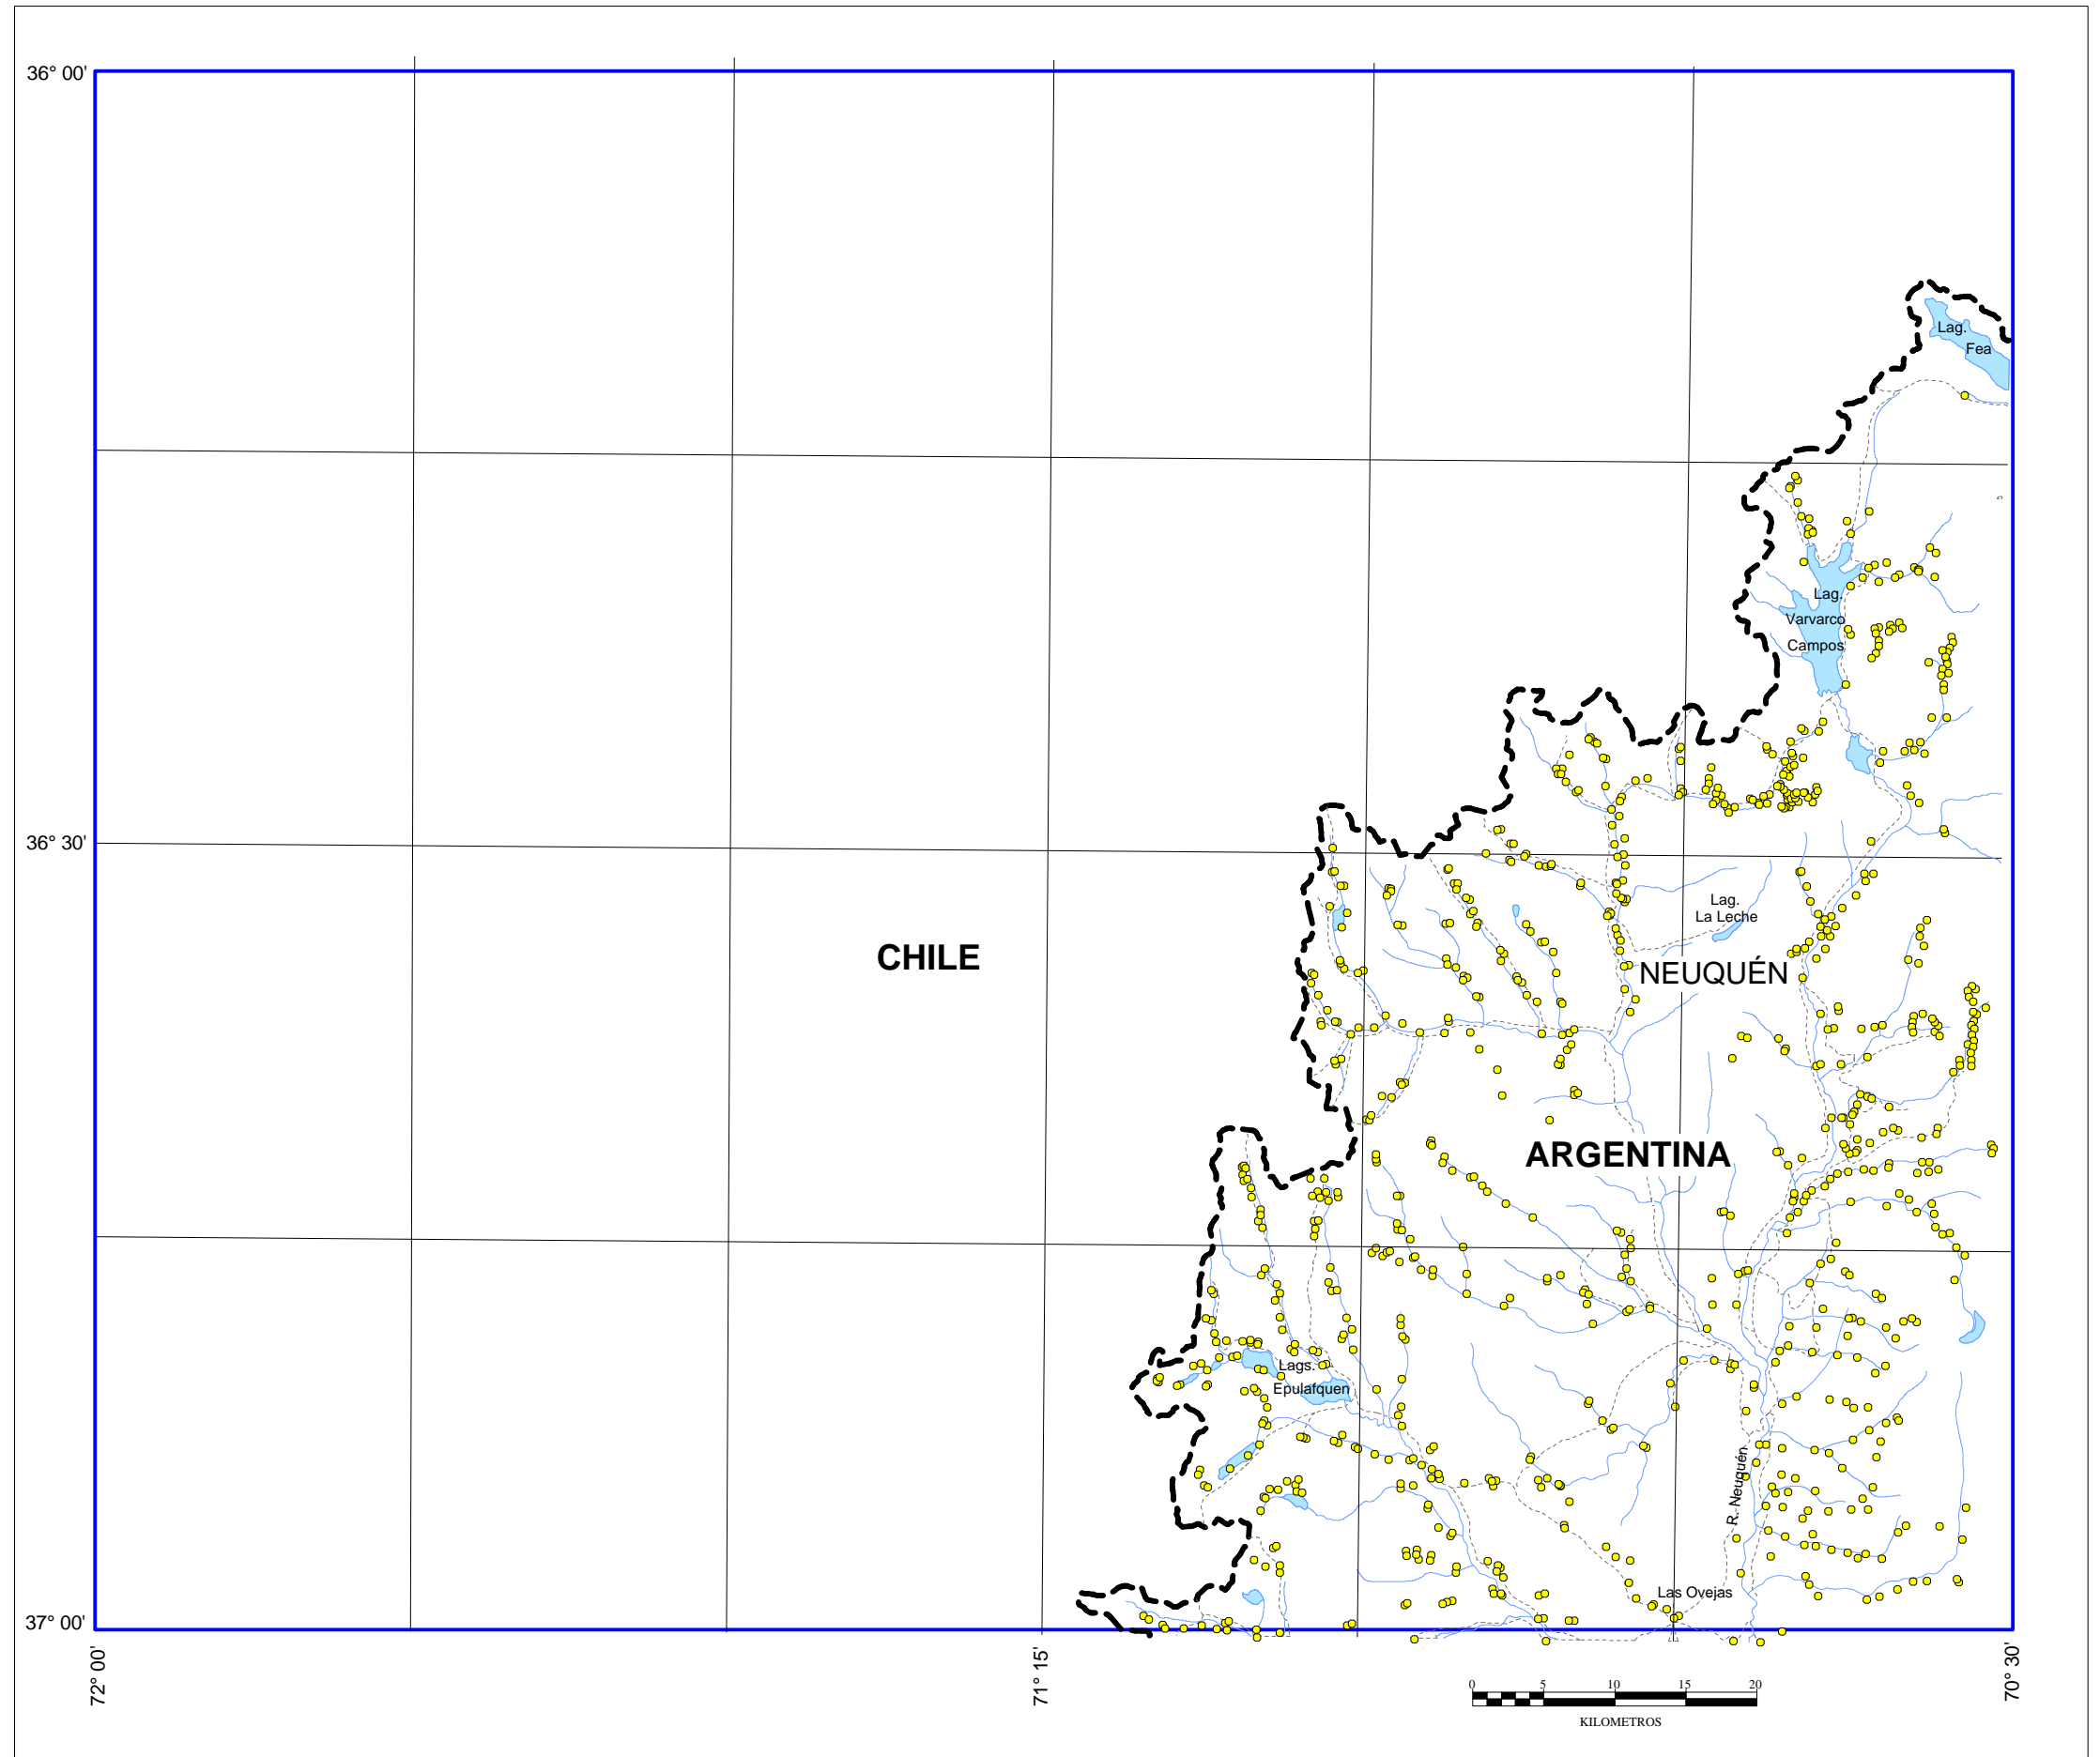 36° 00'
Lag.
Fea
Lag.
Varvarco
Campos
36° 30'
Lag.
La Leche
CHILE
NEUQUÉN
ARGENTINA
Lags.
Epulafquen
R. Neuquén
Las Ovejas
37° 00'
72° 00'
71° 15'
70° 30'
0 5 10 15 20
KILOMETROS